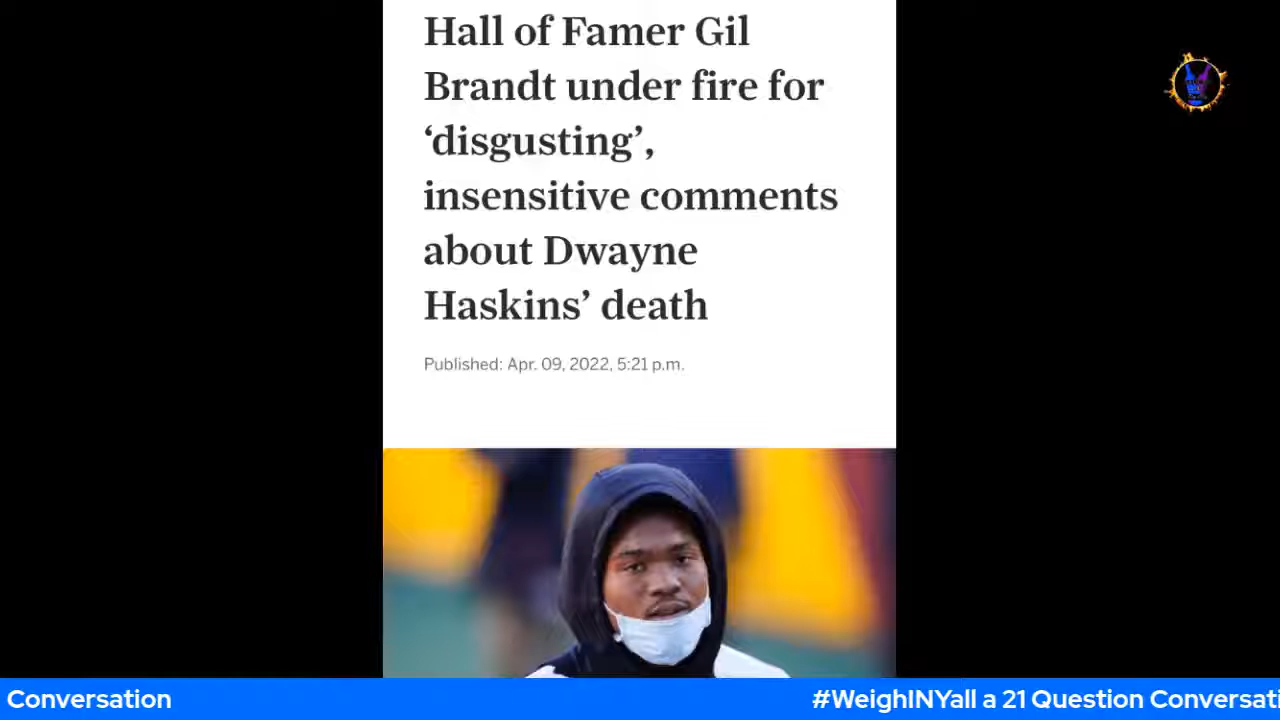 Hall of Famer Gil
Brandt under fire for
‘disgusting’,
insensitive comments
about Dwayne
Haskins’ death
Published: Apr. 09, 2022, 5:21 p.m.
Conversation #WeighINYall a 21 Question Conversati